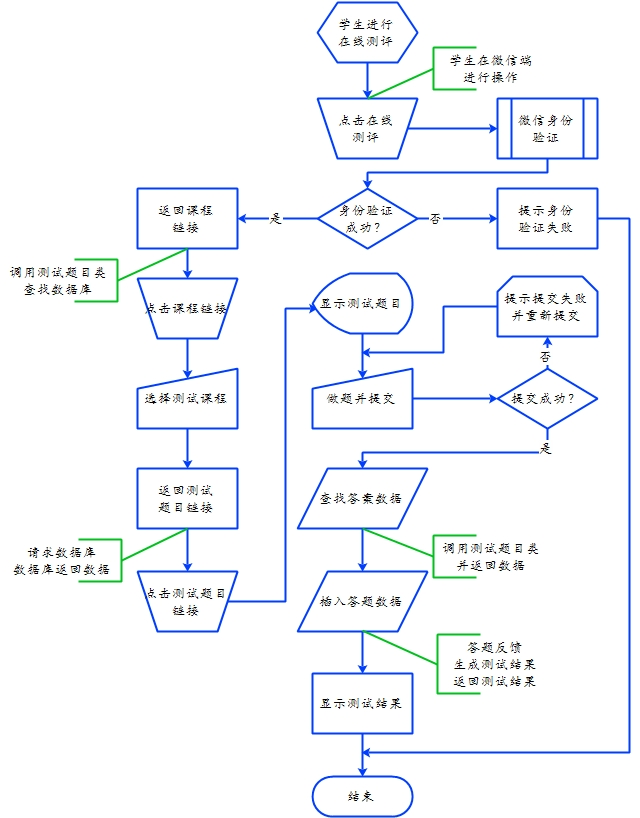 学生进行
在线测评
学生在微信端
进行操作
点击在线
测评
微信身份
验证
返回课程
链接
是
身份验证
成功？
否
提示身份
验证失败
调用测试题目类
查找数据库
点击课程链接
显示测试题目
提示提交失败
并重新提交
否
选择测试课程
做题并提交
提交成功？
是
返回测试
题目链接
查找答案数据
请求数据库
数据库返回数据
调用测试题目类
并返回数据
点击测试题目
链接
插入答题数据
答题反馈
生成测试结果
返回测试结果
显示测试结果
结束